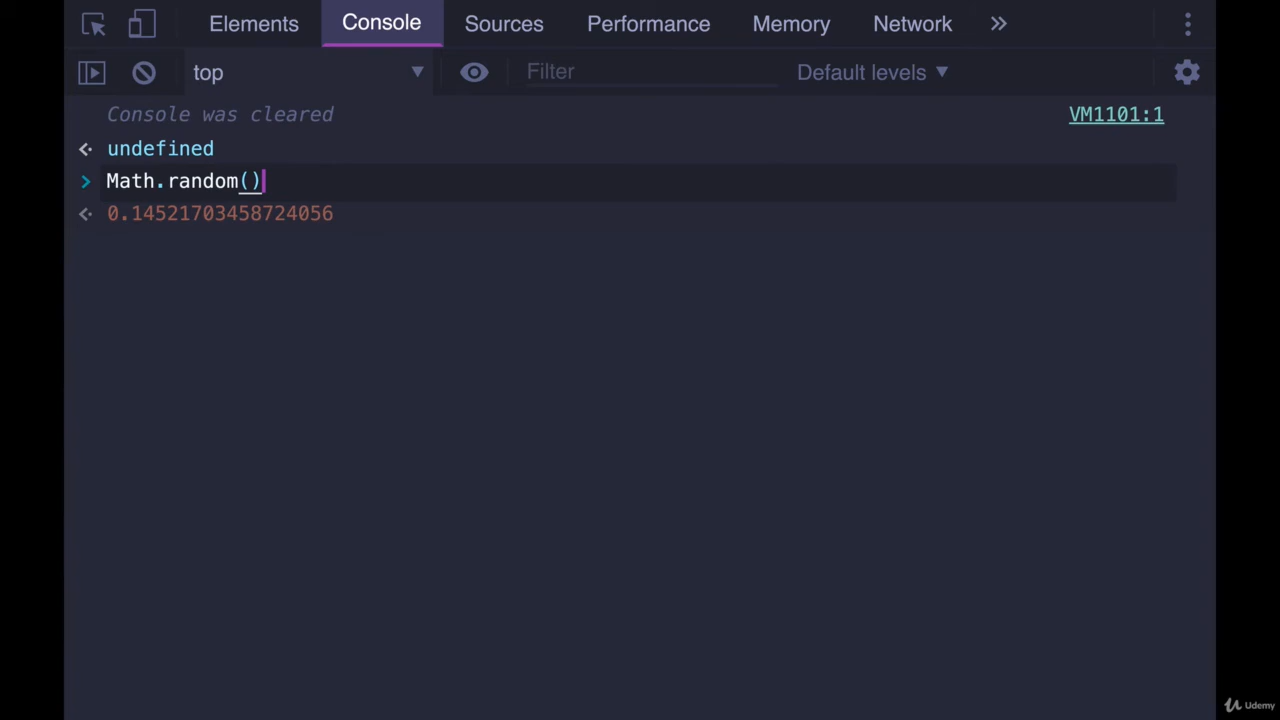 Elements Console Sources Performance Memory Network »
top ▼ Filter Default levels ▼
Console was cleared VM1101:1
undefined
> Math.random()
0.14521703458724056
Udemy